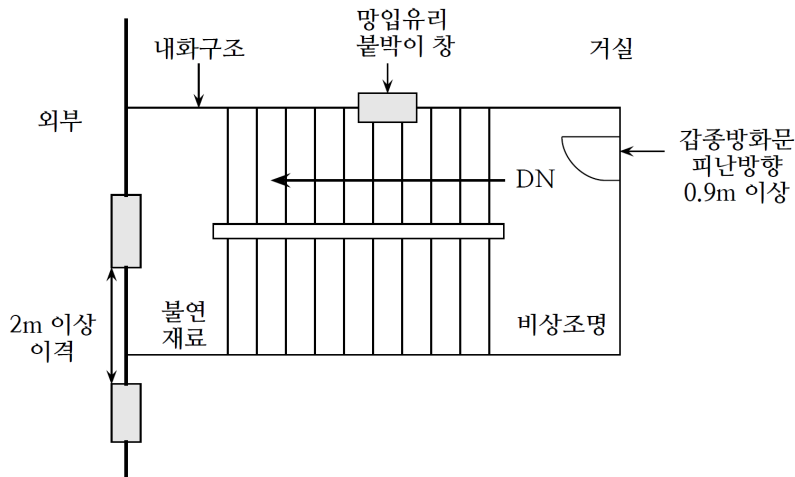 망입유리
붙박이 창
내화구조
거실
외부
갑종방화문
피난방향
0.9m 이상
DN
2m 이상
이격
불연
재료
비상조명